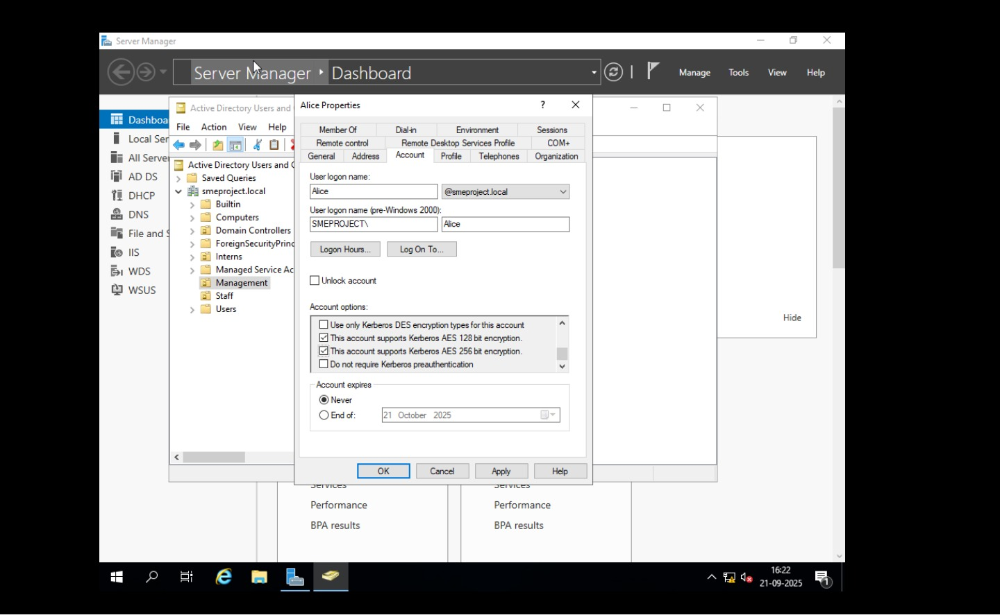 Server Manager
Server Manager ‣ Dashboard
Manage Tools View Help
Dashboa
Local Ser
All Server
AD DS
DHCP
DNS
File and S
IIS
WDS
WSUS
Active Directory Users and
File Action View Help
Active Directory Users and C
Saved Queries
smeproject.local
Builtin
Computers
Domain Controllers
ForeignSecurityPrinc
Interns
Managed Service Ac
Management
Staff
Users
Alice Properties
?
Member Of Dial-in Environment Sessions
Remote control Remote Desktop Services Profile COM+
General Address Account Profile Telephones Organization
User logon name:
Alice @smeproject.local
User logon name (pre-Windows 2000):
SMEPROJECT\ Alice
Logon Hours... Log On To...
Unlock account
Account options:
Use only Kerberos DES encryption types for this account
This account supports Kerberos AES 128 bit encryption.
This account supports Kerberos AES 256 bit encryption.
Do not require Kerberos preauthentication
Account expires
Never
End of: 21 October 2025
OK Cancel Apply Help
Hide
Services Services
Performance Performance
BPA results BPA results
16:22
21-09-2025
1